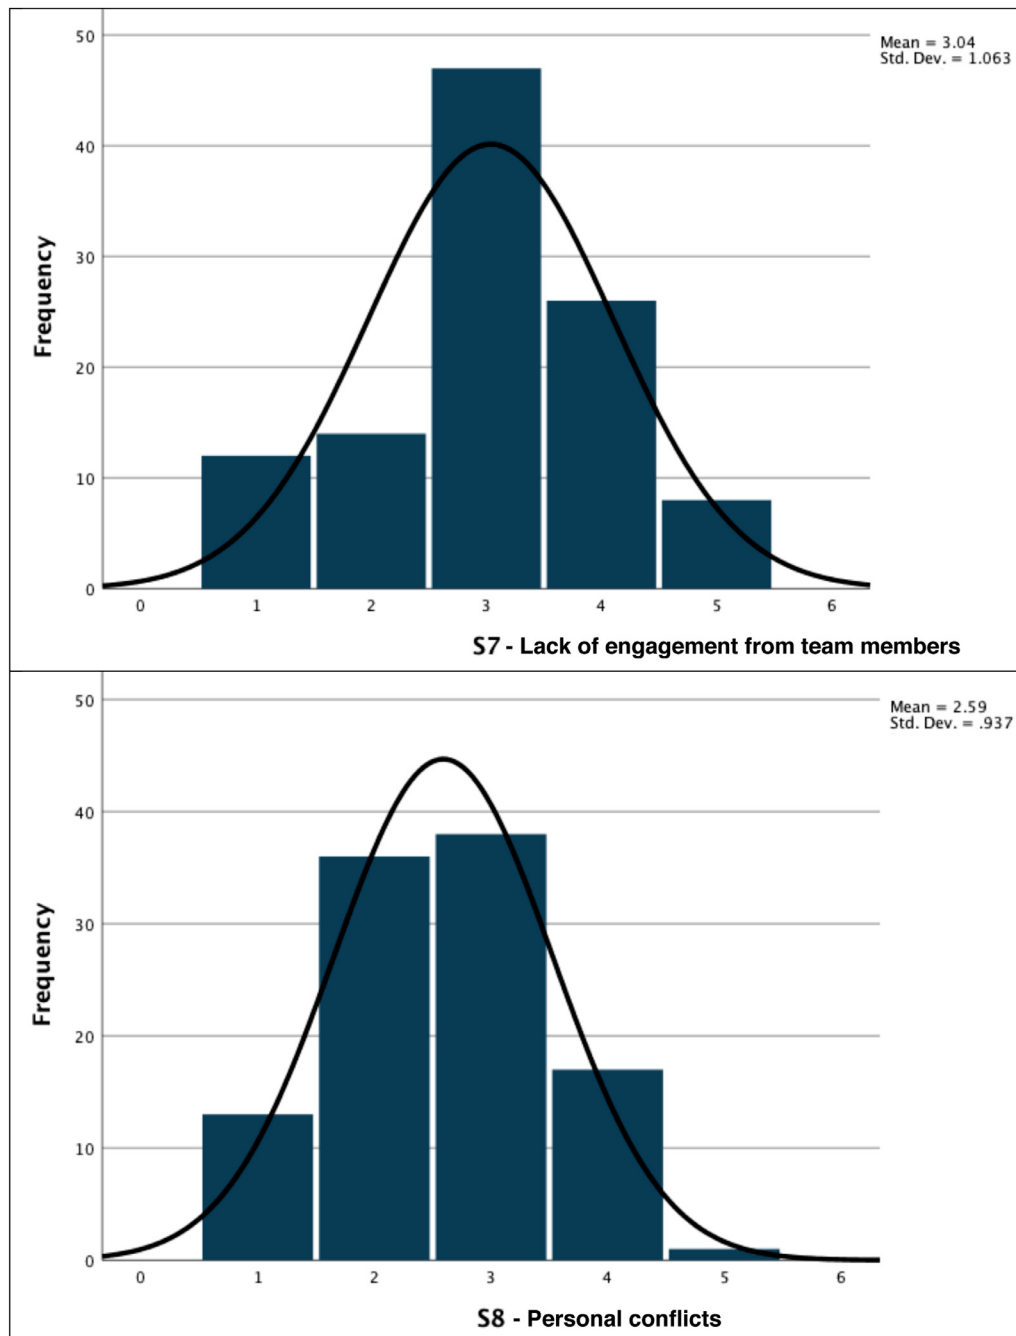 Mean = 3.04
Std. Dev. = 1.063
50
40
30
20
10
0
Frequency
0 1 2 3 4 5 6
S7 - Lack of engagement from team members
Mean = 2.59
Std. Dev. = .937
50
40
30
20
10
0
Frequency
0 1 2 3 4 5 6
S8 - Personal conflicts